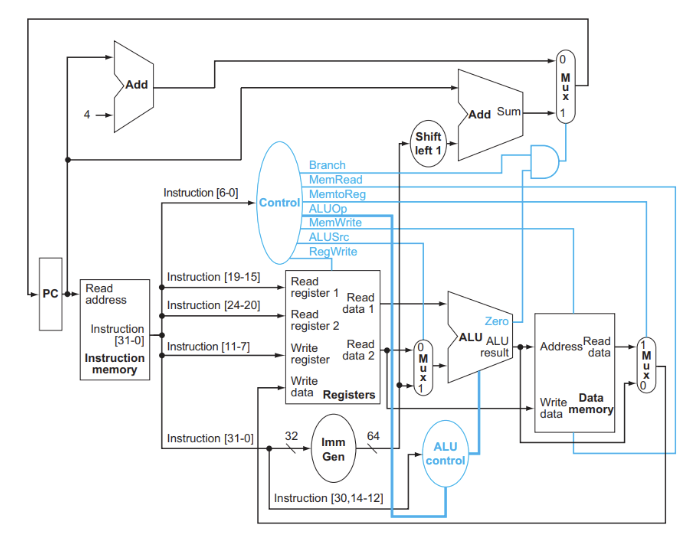 0
M
u
x
1
Add
4
Add Sum
Shift
left 1
Branch
MemRead
MemtoReg
ALUOp
MemWrite
ALUSrc
RegWrite
Instruction [6-0]
Control
PC
Read
address
Instruction
[31-0]
Instruction
memory
Instruction [19-15]
Instruction [24-20]
Instruction [11-7]
Instruction [31-0]
Read
register 1
Read
data 1
Read
register 2
Write
register
Read
data 2
Write
data
Registers
0
M
u
x
1
Zero
ALU
ALU
result
Address
Read
data
Write
data
Data
memory
1
M
u
x
0
32
Imm
Gen
64
ALU
control
Instruction [30,14-12]